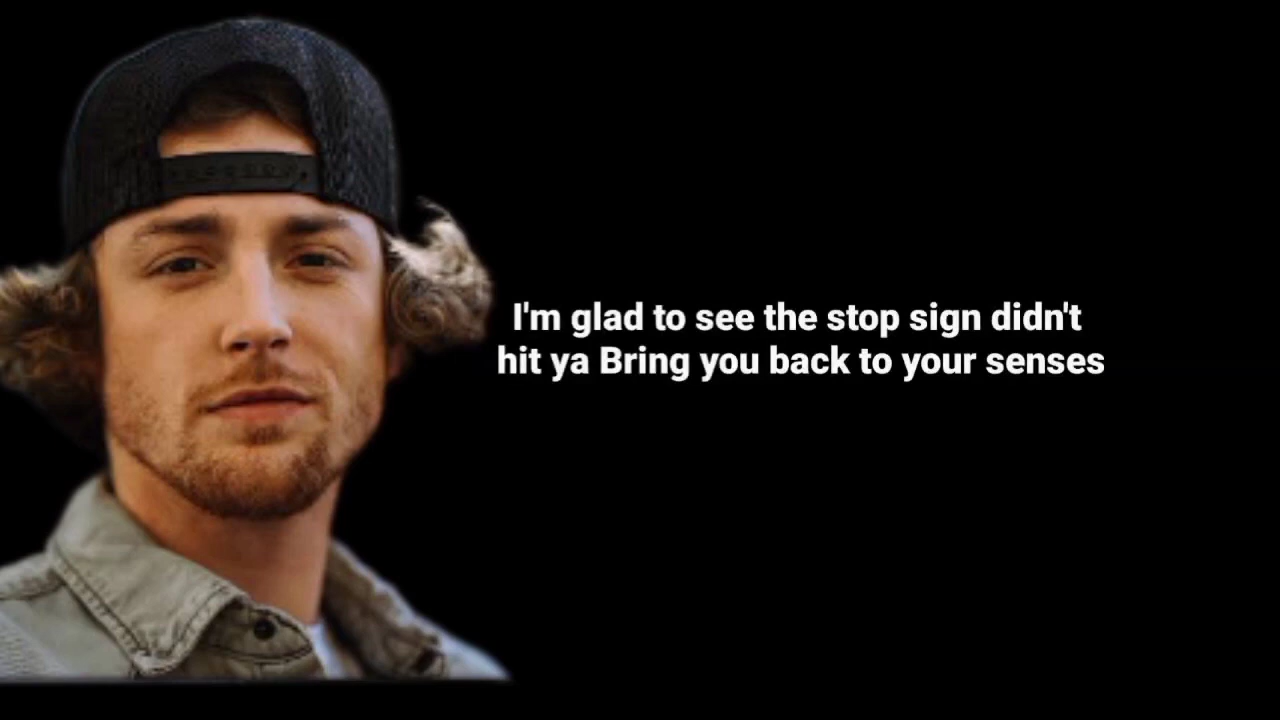 I'm glad to see the stop sign didn't
hit ya Bring you back to your senses